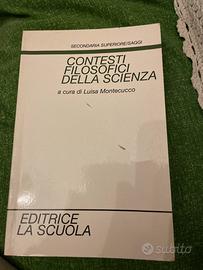 SECONDARIA SUPERIORE/SAGGI
CONTESTI
FILOSOFICI
DELLA SCIENZA
a cura di Luisa Montecucco
EDITRICE
LA SCUOLA
subito